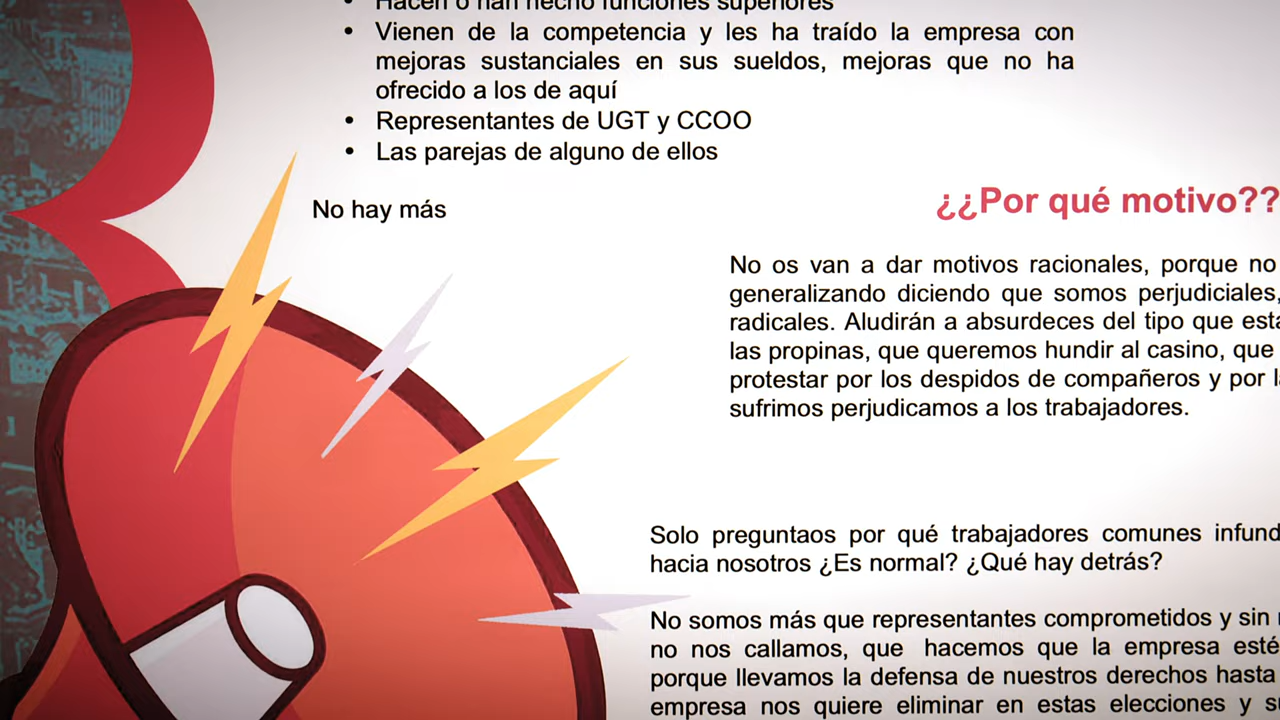 Hacen o han hecho funciones superiores
• Vienen de la competencia y les ha traído la empresa con
mejoras sustanciales en sus sueldos, mejoras que no ha
ofrecido a los de aquí
• Representantes de UGT y CCOO
• Las parejas de alguno de ellos
No hay más
¿¿Por qué motivo??
No os van a dar motivos racionales, porque no
generalizando diciendo que somos perjudiciales,
radicales. Aludirán a absurdeces del tipo que
las propinas, que queremos hundir al casino, que
protestar por los despidos de compañeros y por
sufrimos perjudicamos a los trabajadores.
Solo preguntaos por qué trabajadores comunes
hacia nosotros ¿Es normal? ¿Qué hay detrás?
No somos más que representantes comprometidos y sin
no nos callamos, que hacemos que la empresa esté
porque llevamos la defensa de nuestros derechos hasta
empresa nos quiere eliminar en estas elecciones y